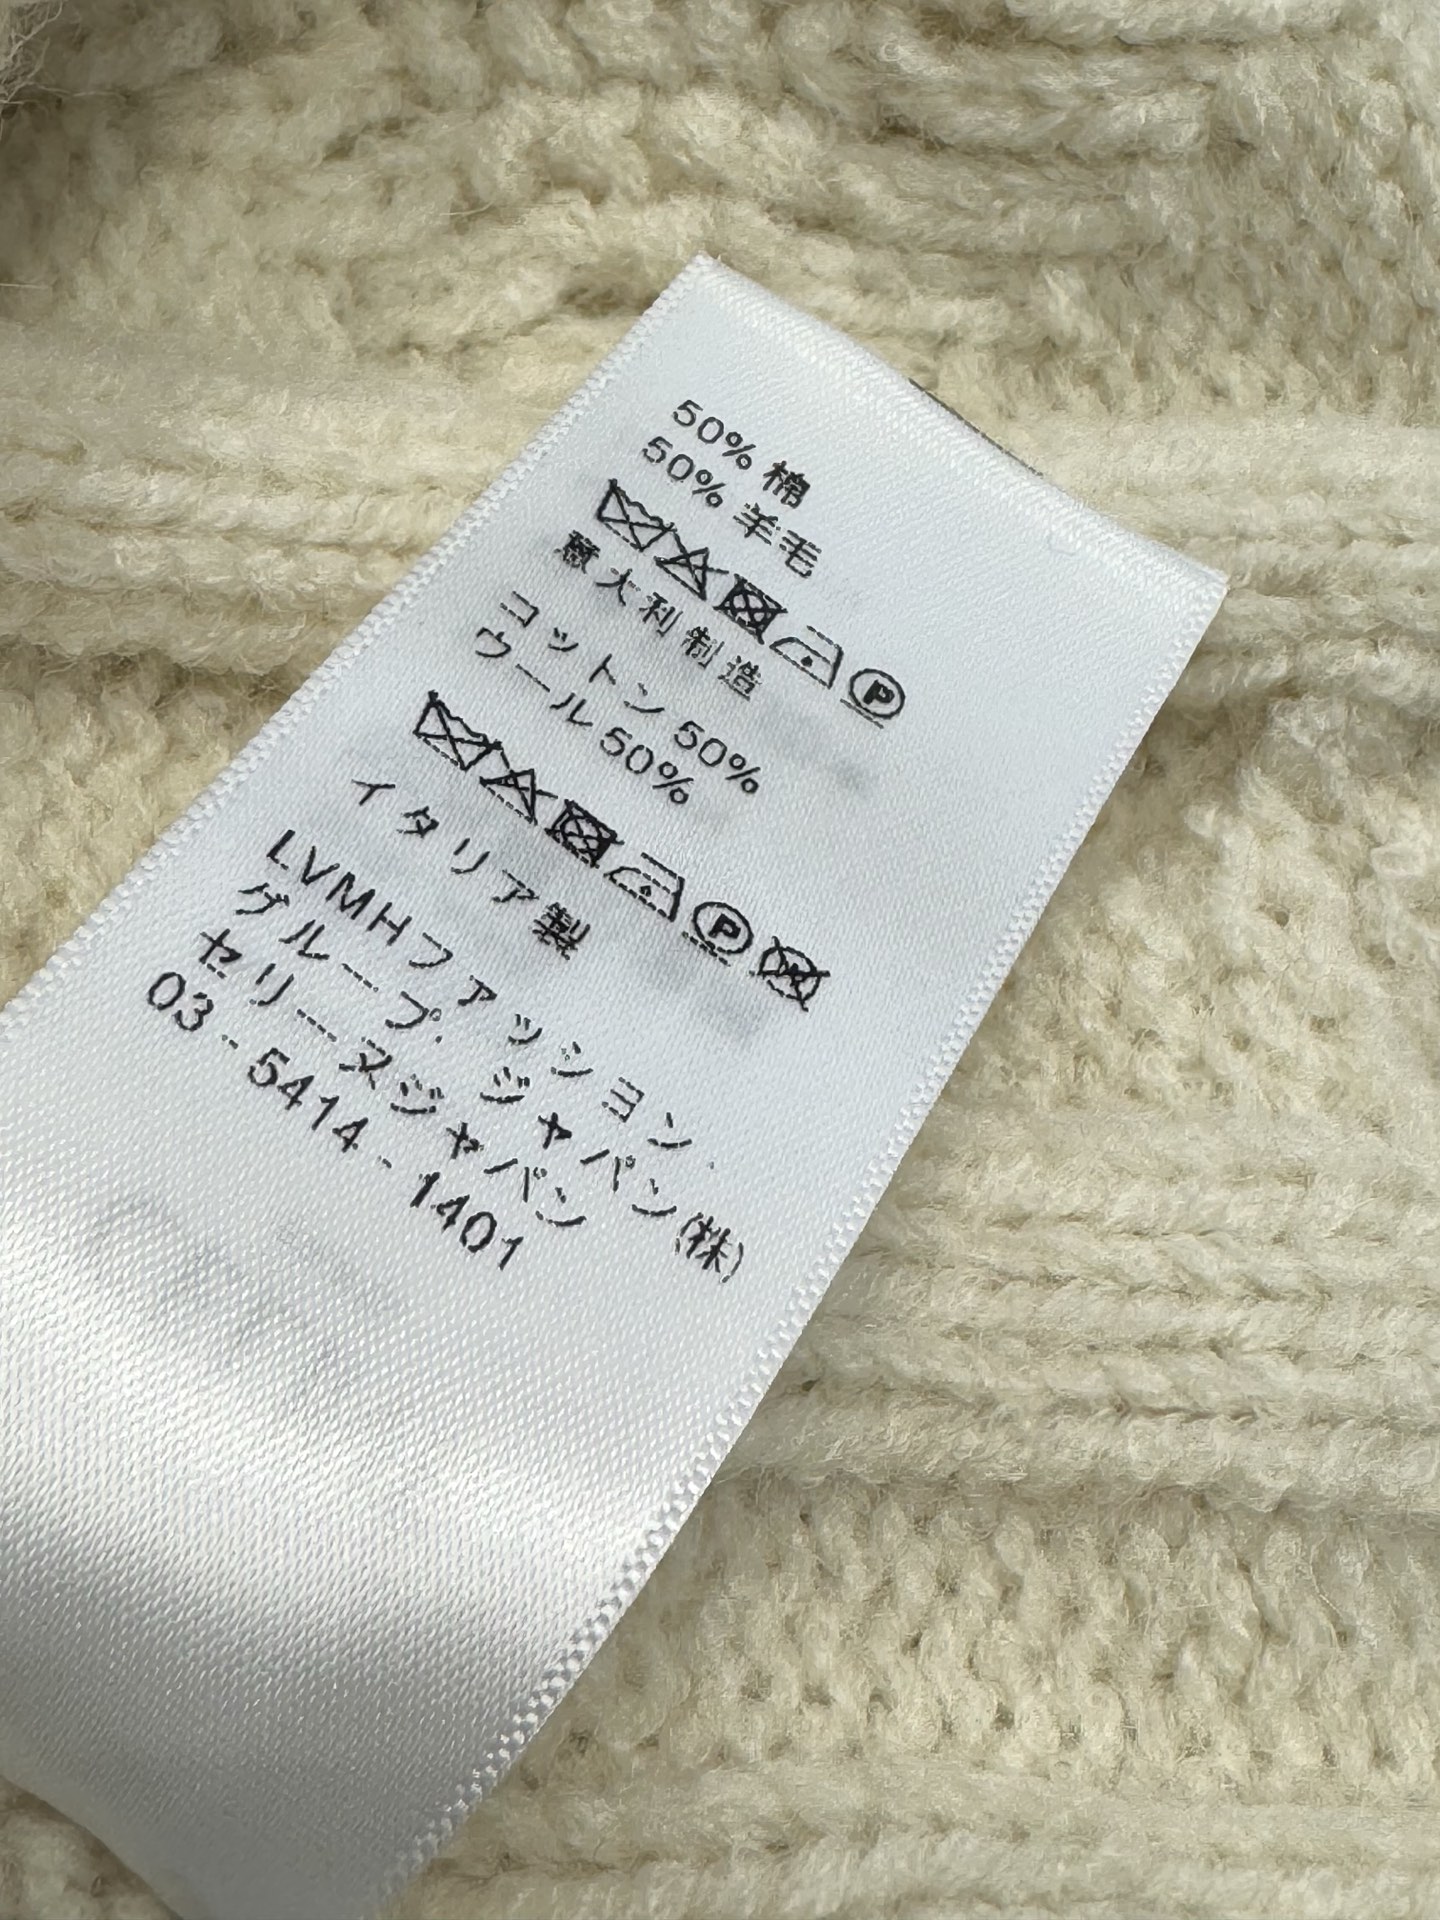 50% 棉
50% 羊毛
P
意大利制造
コットン 50%
ウール 50%
P W
イタリア製
LVMHファッション.
グループ.ジャパン(株)
セリーヌジャパン
03-5414-1401